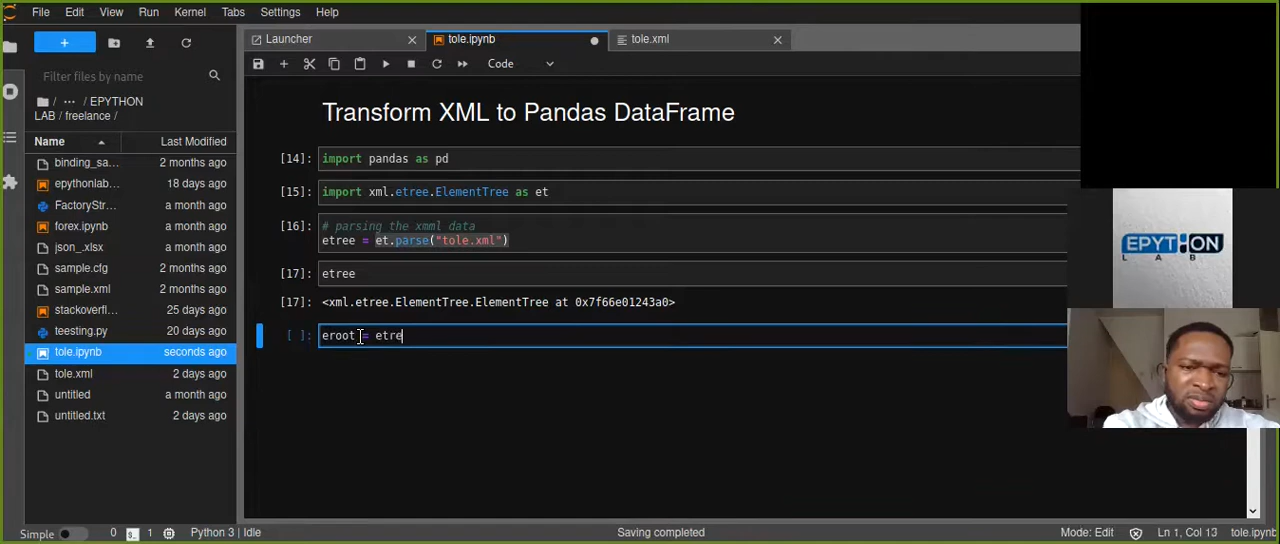 File Edit View Run Kernel Tabs Settings Help
Launcher
tole.ipynb
tole.xml
Code
Filter files by name
/ ··· / EPYTHON
LAB / freelance /
Name Last Modified
binding_sa... 2 months ago
epythonlab... 18 days ago
FactoryStr... a month ago
forex.ipynb a month ago
json_.xlsx a month ago
sample.cfg 2 months ago
sample.xml 2 months ago
stackoverfl... 25 days ago
teesting.py 20 days ago
tole.ipynb seconds ago
tole.xml 2 days ago
untitled a month ago
untitled.txt 2 days ago
Transform XML to Pandas DataFrame
[14]: import pandas as pd
[15]: import xml.etree.ElementTree as et
[16]: # parsing the xmml data
etree = et.parse("tole.xml")
[17]: etree
[17]: <xml.etree.ElementTree.ElementTree at 0x7f66e01243a0>
[ ]: eroot = etre
EPYTHON
LAB
Simple 0 1 Python 3 | Idle Saving completed Mode: Edit Ln 1, Col 13 tole.ipynb